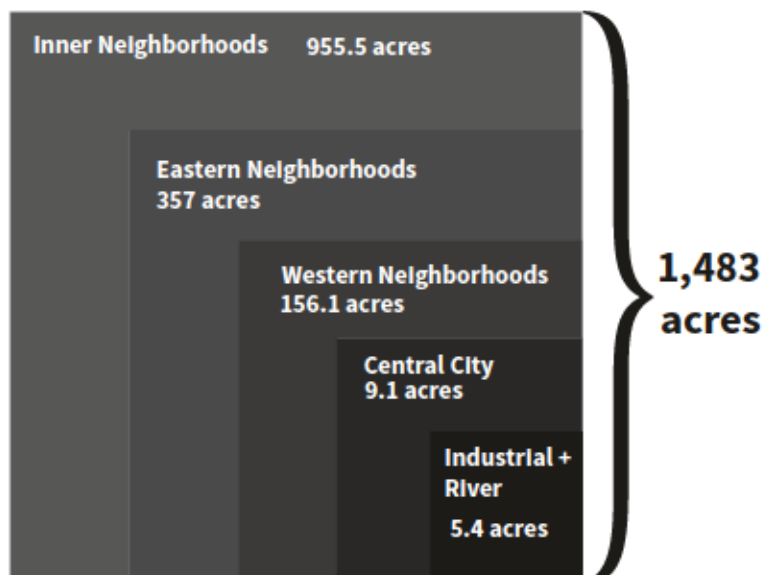 Inner Neighborhoods 955.5 acres
Eastern Neighborhoods
357 acres
Western Neighborhoods
156.1 acres
Central City
9.1 acres
Industrial +
River
5.4 acres
1,483
acres